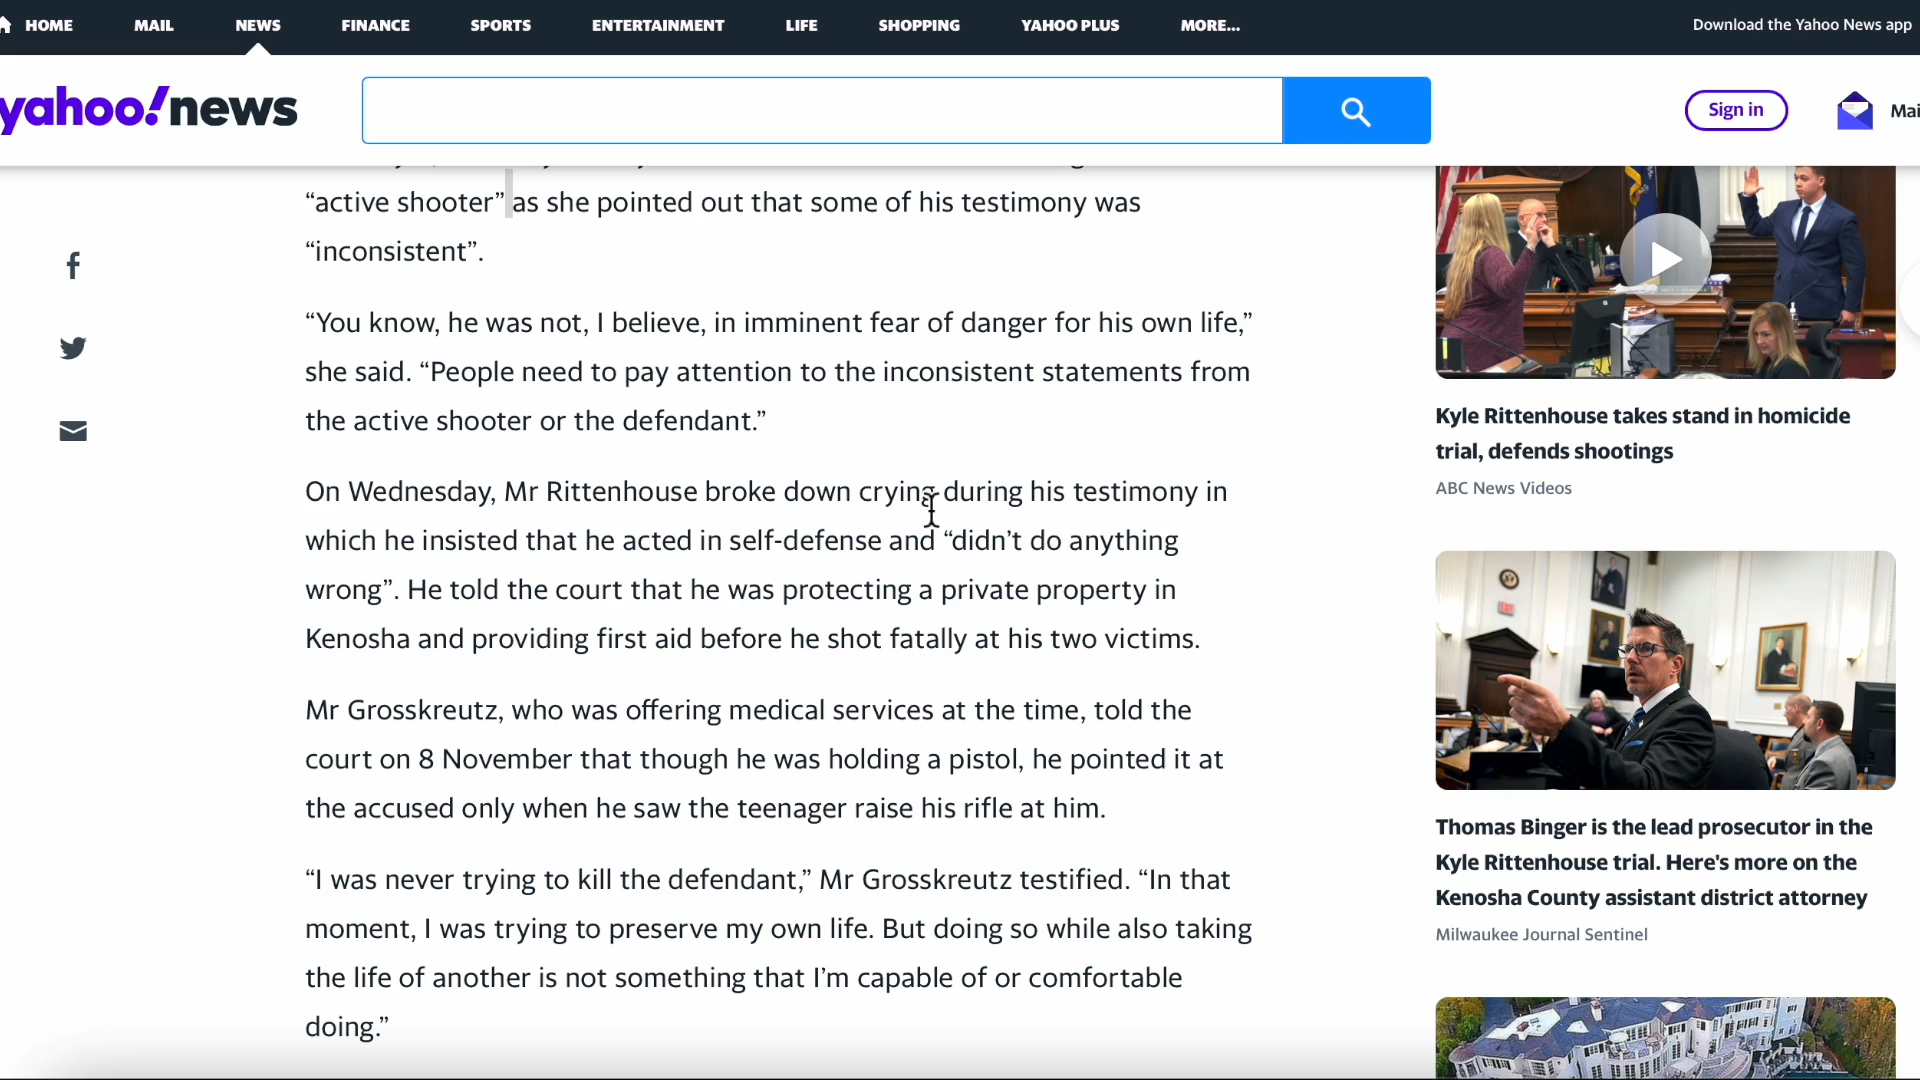 HOME MAIL NEWS FINANCE SPORTS ENTERTAINMENT LIFE SHOPPING YAHOO PLUS MORE... Download the Yahoo News app
yahoo!news
Sign in
“active shooter” as she pointed out that some of his testimony was
“inconsistent”.
“You know, he was not, I believe, in imminent fear of danger for his own life,”
she said. “People need to pay attention to the inconsistent statements from
the active shooter or the defendant.”
On Wednesday, Mr Rittenhouse broke down crying during his testimony in
which he insisted that he acted in self-defense and “didn’t do anything
wrong”. He told the court that he was protecting a private property in
Kenosha and providing first aid before he shot fatally at his two victims.
Mr Grosskreutz, who was offering medical services at the time, told the
court on 8 November that though he was holding a pistol, he pointed it at
the accused only when he saw the teenager raise his rifle at him.
“I was never trying to kill the defendant,” Mr Grosskreutz testified. “In that
moment, I was trying to preserve my own life. But doing so while also taking
the life of another is not something that I’m capable of or comfortable
doing.”
Kyle Rittenhouse takes stand in homicide
trial, defends shootings
ABC News Videos
Thomas Binger is the lead prosecutor in the
Kyle Rittenhouse trial. Here's more on the
Kenosha County assistant district attorney
Milwaukee Journal Sentinel